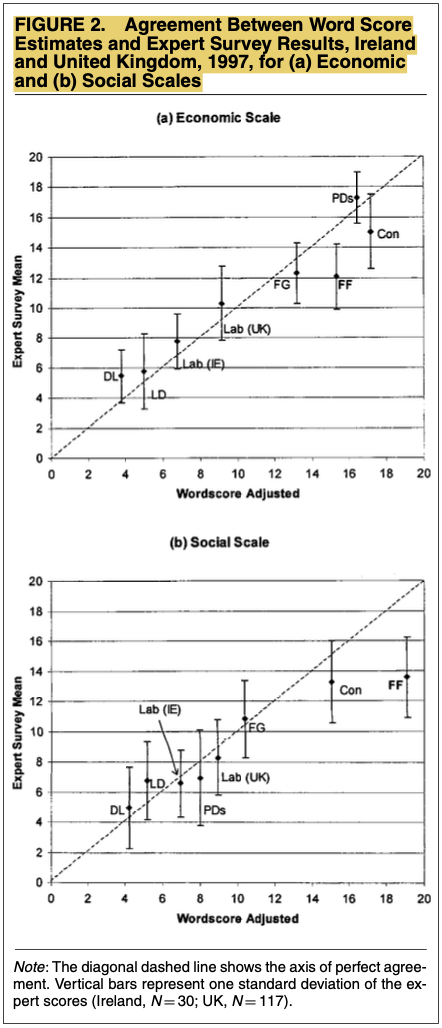 FIGURE 2. Agreement Between Word Score
Estimates and Expert Survey Results, Ireland
and United Kingdom, 1997, for (a) Economic
and (b) Social Scales
(a) Economic Scale
Expert Survey Mean
20
18
16
14
12
10
8
6
4
2
0
PDs
Con
FG
FF
Lab (UK)
Lab (IE)
DL
LD
0 2 4 6 8 10 12 14 16 18 20
Wordscore Adjusted
(b) Social Scale
Expert Survey Mean
20
18
16
14
12
10
8
6
4
2
0
Con
FF
Lab (IE)
FG
LD
Lab (UK)
DL
PDs
0 2 4 6 8 10 12 14 16 18 20
Wordscore Adjusted
Note: The diagonal dashed line shows the axis of perfect agree-
ment. Vertical bars represent one standard deviation of the ex-
pert scores (Ireland, N = 30; UK, N = 117).